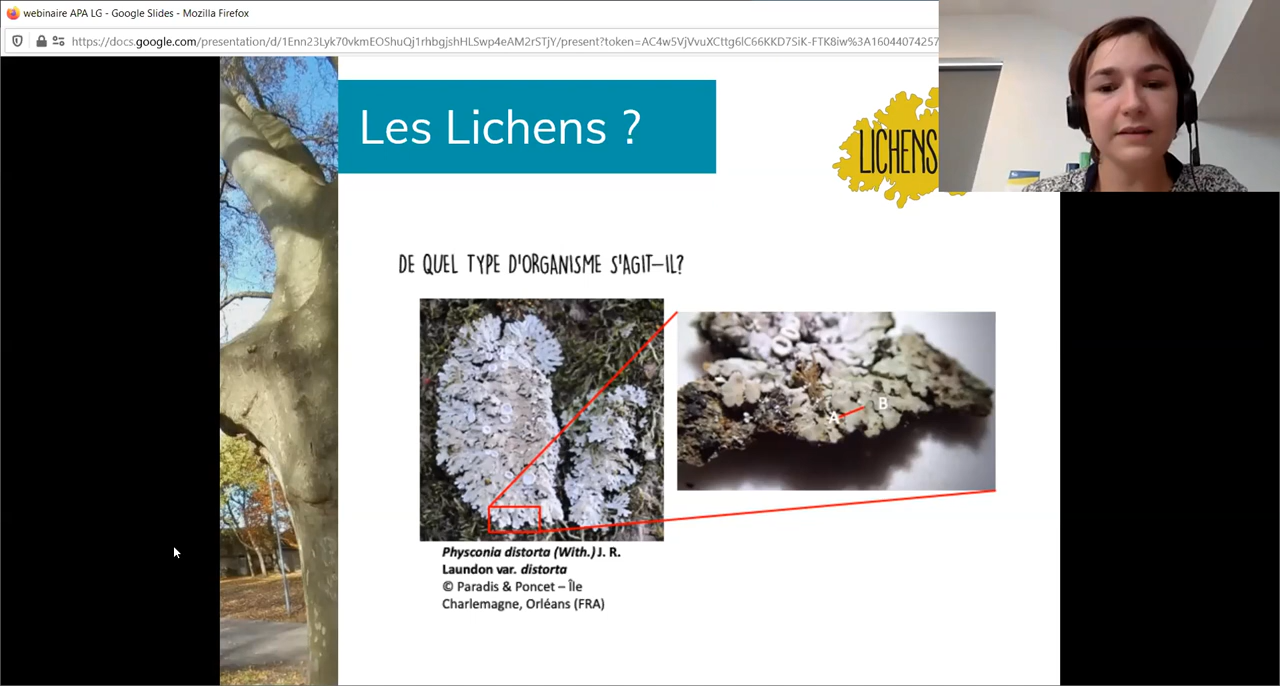 webinaire APA LG - Google Slides - Mozilla Firefox
https://docs.google.com/presentation/d/1Enn23Lyk70vkmEOShuQj1rhbgjshHLSwp4eAM2rSTjY/present?token=AC4w5VjVvuXCttg6lC66KKD7SiK-FTK8iw%3A16044074257
Les Lichens ?
LICHENS
DE QUEL TYPE D'ORGANISME S'AGIT-IL?
A B
Physconia distorta (With.) J. R.
Laundon var. distorta
© Paradis & Poncet – Île
Charlemagne, Orléans (FRA)